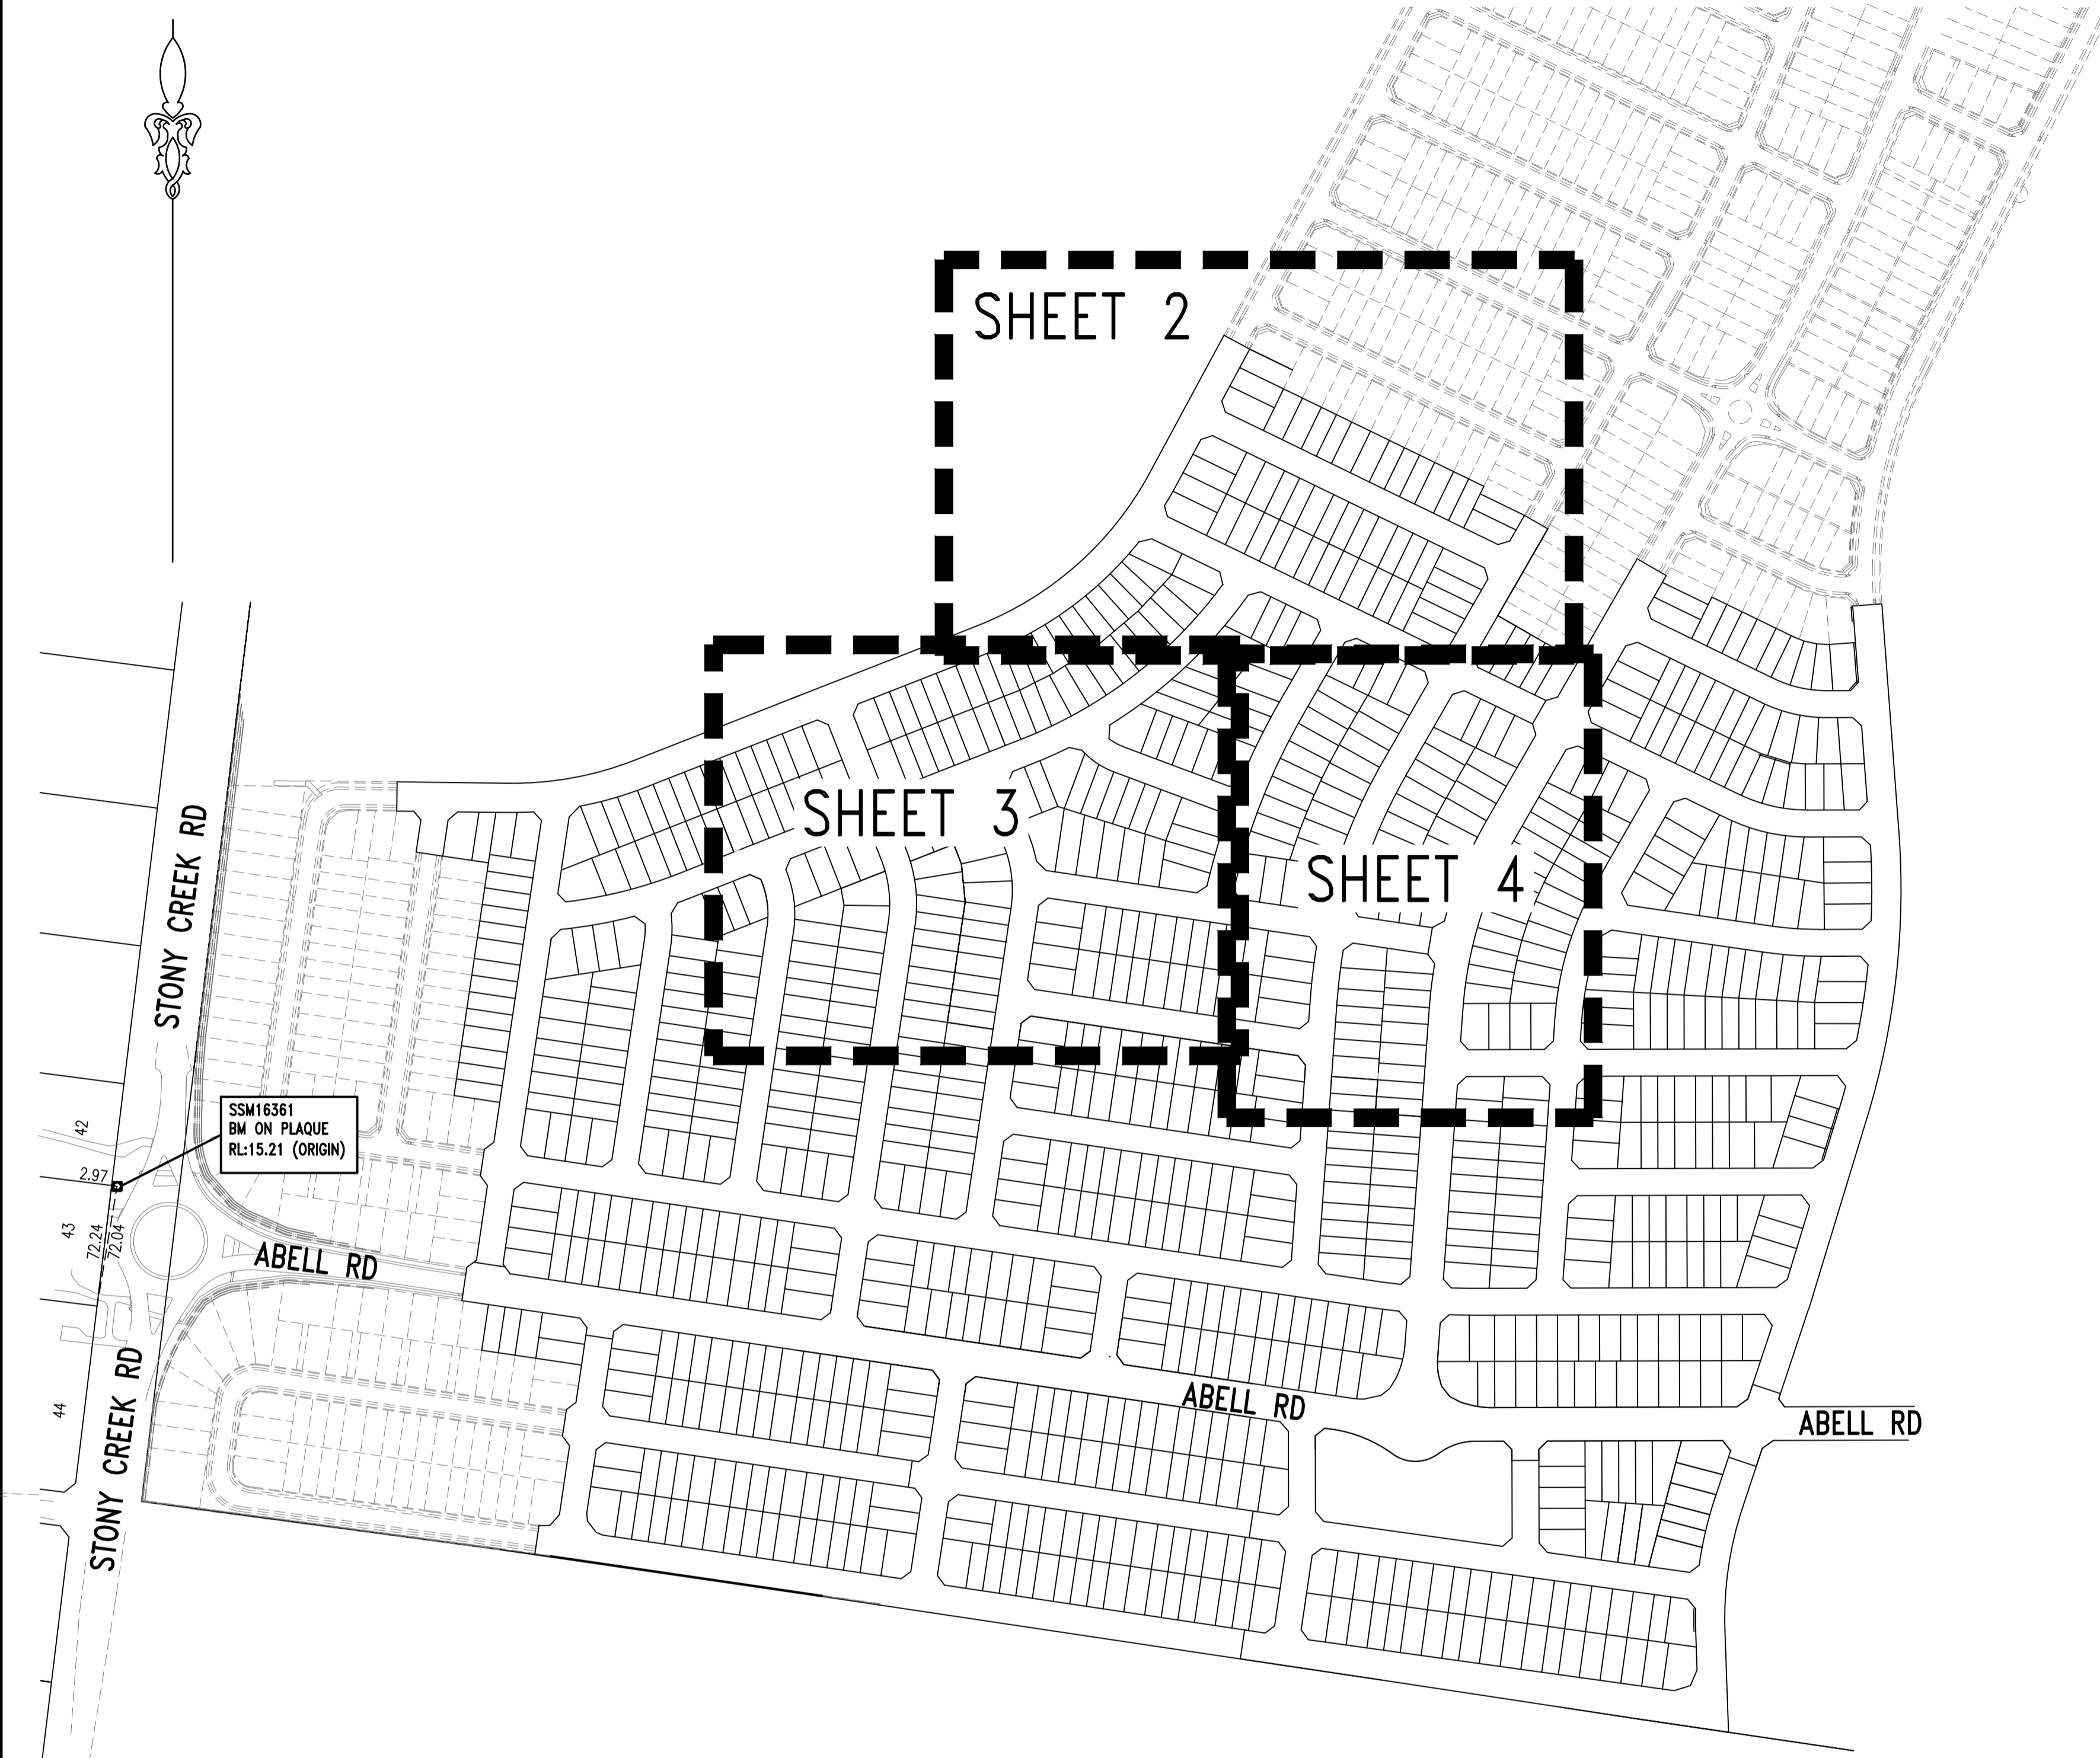 SHEET 2
SHEET 3
SHEET 4
STONY CREEK RD
SSM16361
BM ON PLAQUE
RL:15.21 (ORIGIN)
42
2.97
43
72.24
72.04
ABELL RD
STONY CREEK RD
44
ABELL RD
ABELL RD